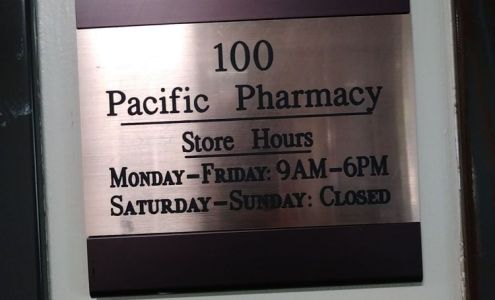 100
Pacific Pharmacy
Store Hours
Monday-Friday: 9AM-6PM
Saturday-Sunday: Closed